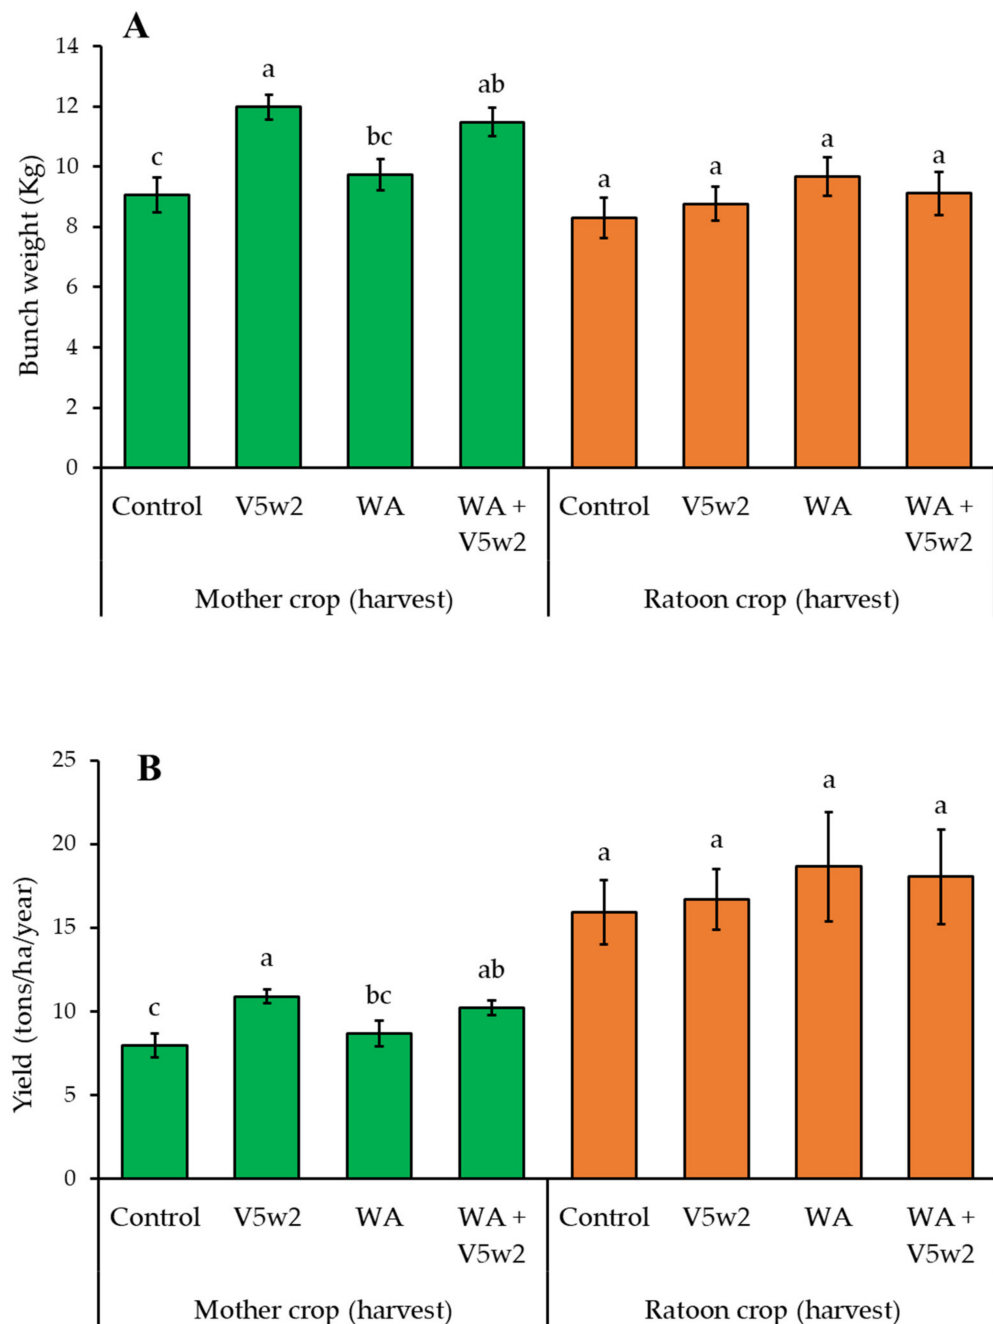 A
14
12
10
8
6
4
2
0
Bunch weight (Kg)
c
a
bc
ab
a
a
a
a
Control V5w2 WA WA + Control V5w2 WA WA +
V5w2 V5w2
Mother crop (harvest) Ratoon crop (harvest)
B
25
20
15
10
5
0
Yield (tons/ha/year)
c
a
bc
ab
a
a
a
a
Control V5w2 WA WA + Control V5w2 WA WA +
V5w2 V5w2
Mother crop (harvest) Ratoon crop (harvest)